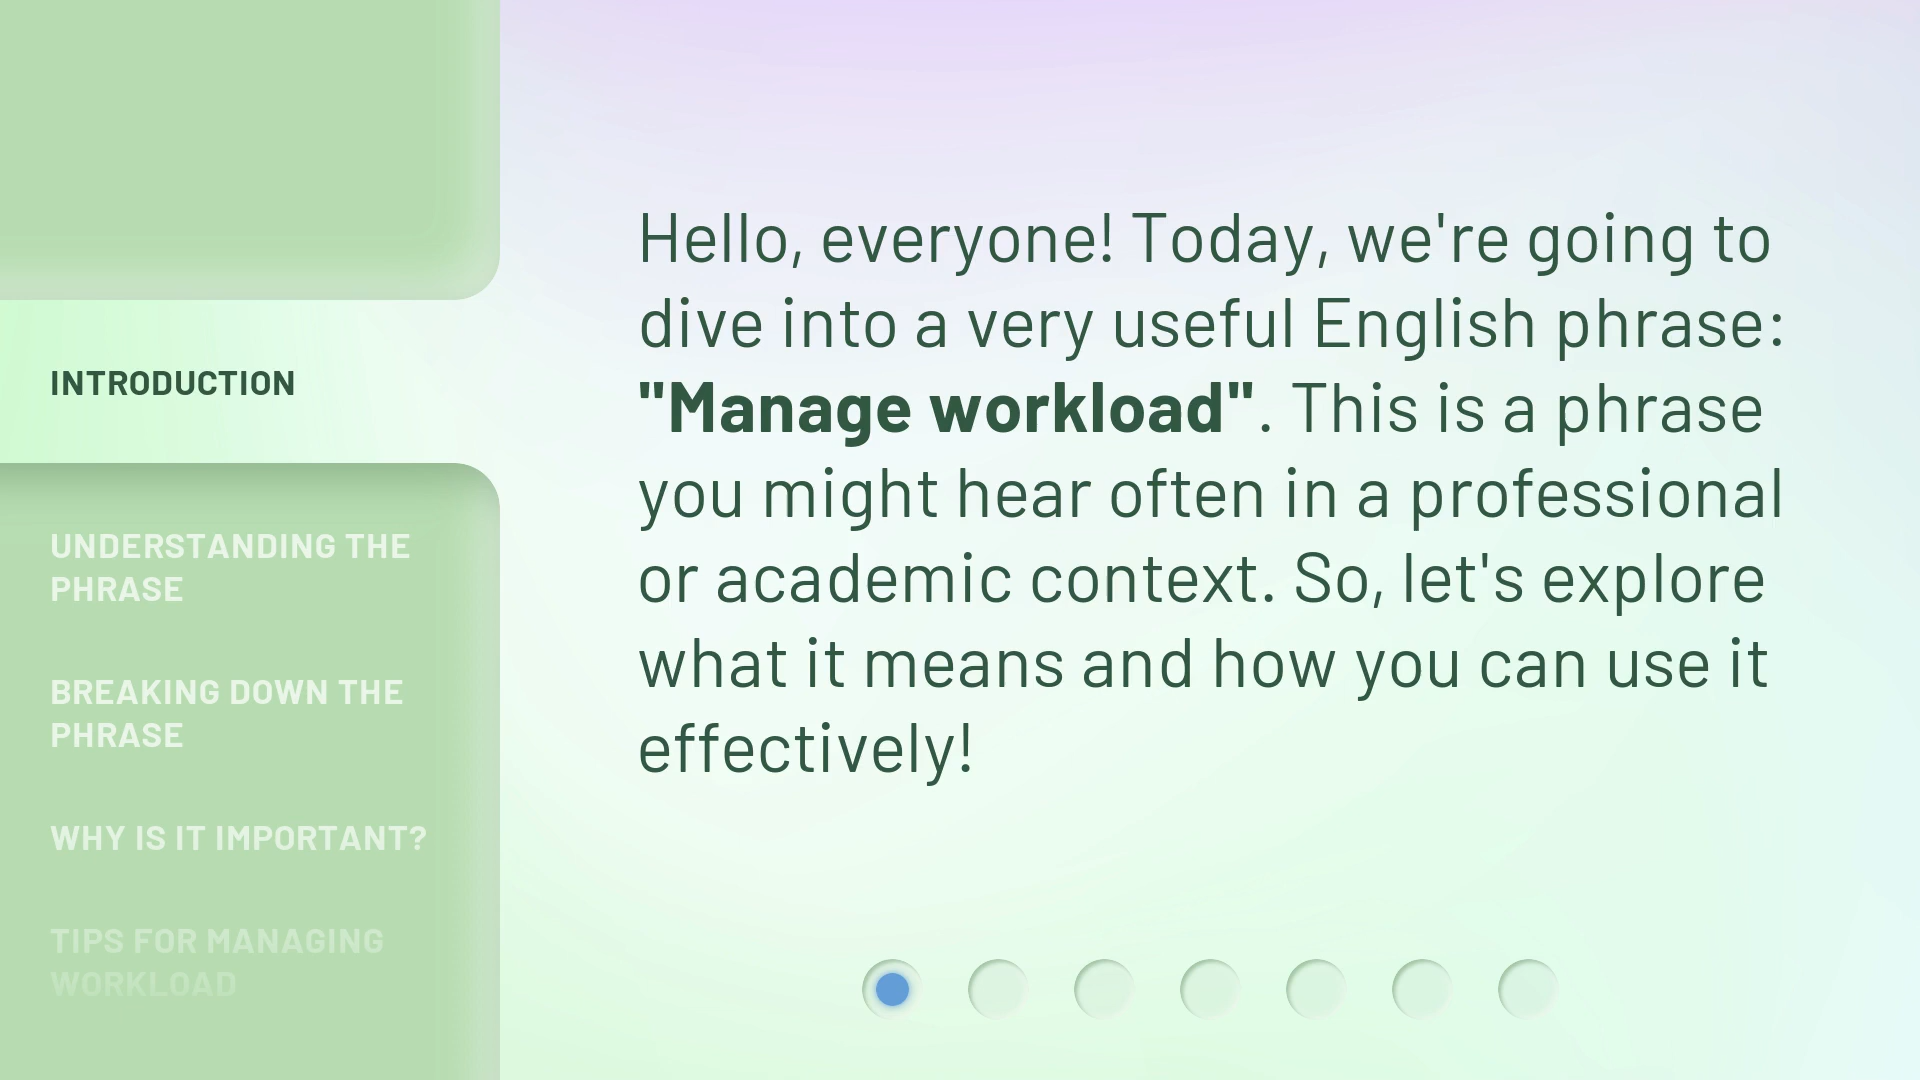 INTRODUCTION
UNDERSTANDING THE
PHRASE
BREAKING DOWN THE
PHRASE
WHY IS IT IMPORTANT?
TIPS FOR MANAGING
WORKLOAD
Hello, everyone! Today, we're going to
dive into a very useful English phrase:
"Manage workload". This is a phrase
you might hear often in a professional
or academic context. So, let's explore
what it means and how you can use it
effectively!